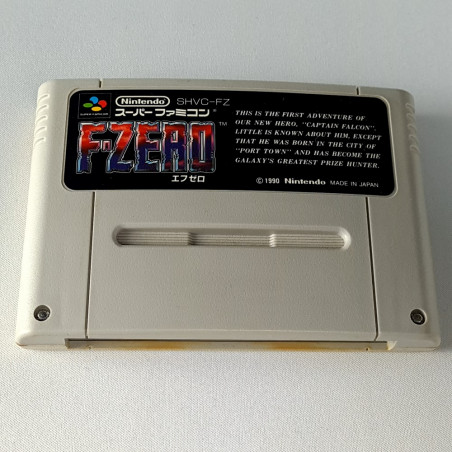 Nintendo SHVC-FZ
スーパーファミコン
F-ZERO™
エフゼロ
THIS IS THE FIRST ADVENTURE OF
OUR NEW HERO, "CAPTAIN FALCON".
LITTLE IS KNOWN ABOUT HIM, EXCEPT
THAT HE WAS BORN IN THE CITY OF
"PORT TOWN" AND HAS BECOME THE
GALAXY'S GREATEST PRIZE HUNTER.
© 1990 Nintendo MADE IN JAPAN